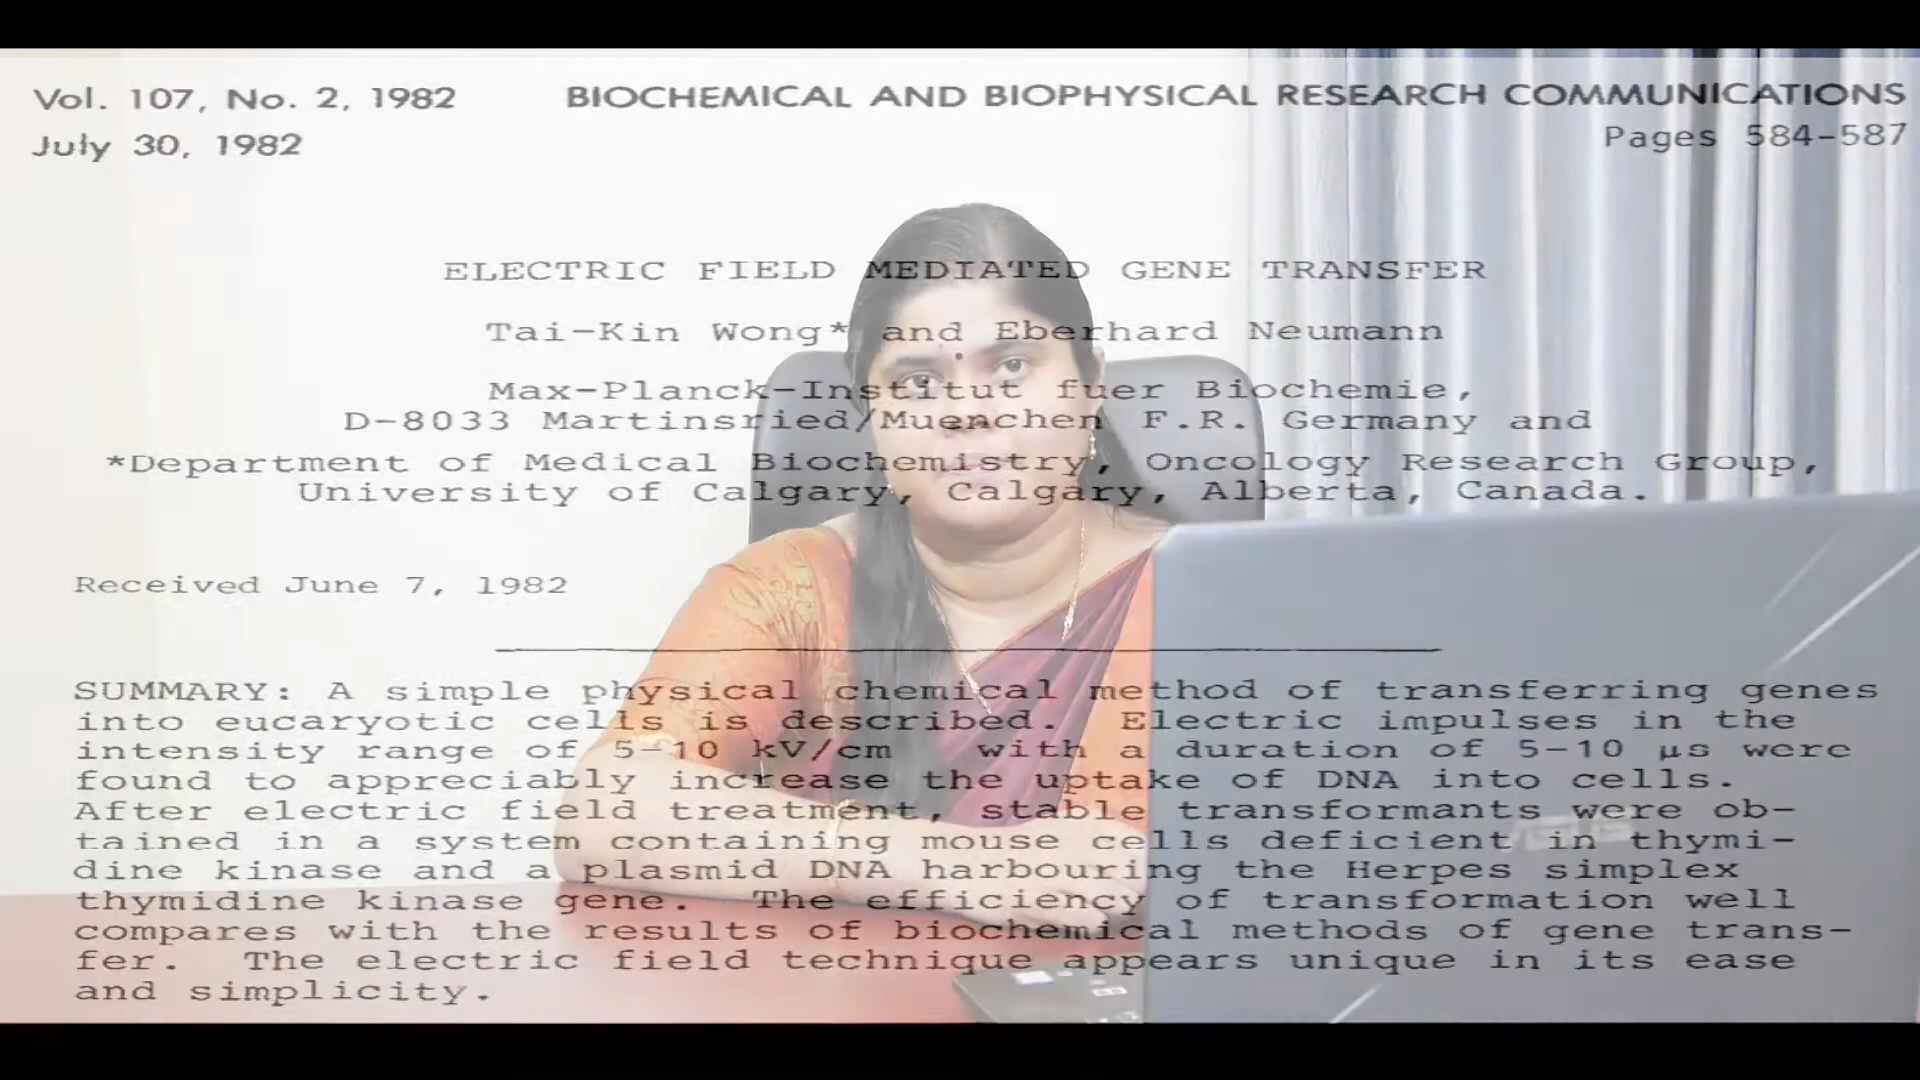 Vol. 107, No. 2, 1982
BIOCHEMICAL AND BIOPHYSICAL RESEARCH COMMUNICATIONS
July 30, 1982
Pages 584-587
ELECTRIC FIELD MEDIATED GENE TRANSFER
Tai-Kin Wong* and Eberhard Neumann
Max-Planck-Institut fuer Biochemie,
D-8033 Martinsried/Muenchen F.R. Germany and
*Department of Medical Biochemistry, Oncology Research Group,
University of Calgary, Calgary, Alberta, Canada.
Received June 7, 1982
SUMMARY: A simple physical chemical method of transferring genes
into eucaryotic cells is described. Electric impulses in the
intensity range of 5-10 kV/cm with a duration of 5-10 µs were
found to appreciably increase the uptake of DNA into cells.
After electric field treatment, stable transformants were ob-
tained in a system containing mouse cells deficient in thymi-
dine kinase and a plasmid DNA harbouring the Herpes simplex
thymidine kinase gene. The efficiency of transformation well
compares with the results of biochemical methods of gene trans-
fer. The electric field technique appears unique in its ease
and simplicity.